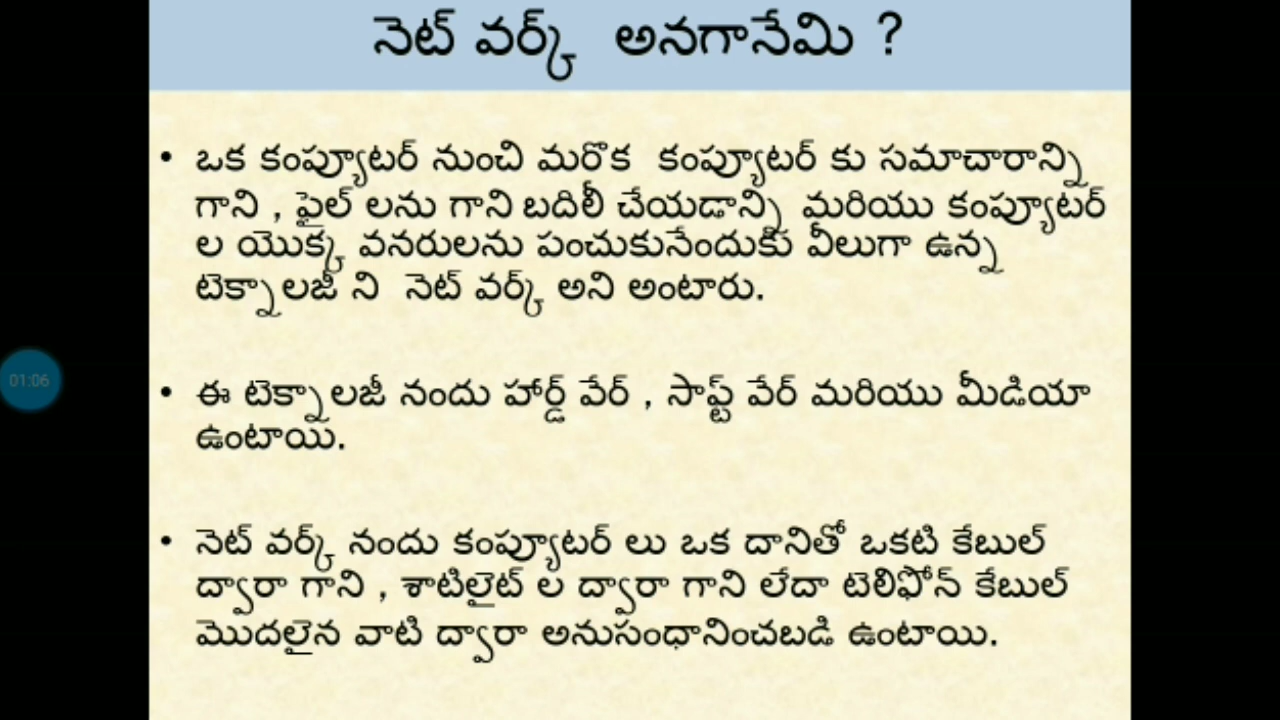 నెట్ వర్క్ అనగానేమి ?
• ఒక కంప్యూటర్ నుంచి మరొక కంప్యూటర్ కు సమాచారాన్ని
గాని , ఫైల్ లను గాని బదిలీ చేయడాన్ని మరియు కంప్యూటర్
ల యొక్క వనరులను పంచుకునేందుకు వీలుగా ఉన్న
టెక్నాలజీ ని నెట్ వర్క్ అని అంటారు.
01:06
• ఈ టెక్నాలజీ నందు హార్డ్ వేర్ , సాప్ట్ వేర్ మరియు మీడియా
ఉంటాయి.
• నెట్ వర్క్ నందు కంప్యూటర్ లు ఒక దానితో ఒకటి కేబుల్
ద్వారా గాని , శాటిలైట్ ల ద్వారా గాని లేదా టెలిఫోన్ కేబుల్
మొదలైన వాటి ద్వారా అనుసంధానించబడి ఉంటాయి.